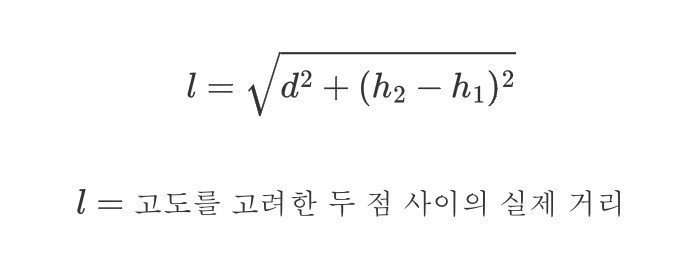 l = √(d² + (h₂ − h₁)²)
l = 고도를 고려한 두 점 사이의 실제 거리